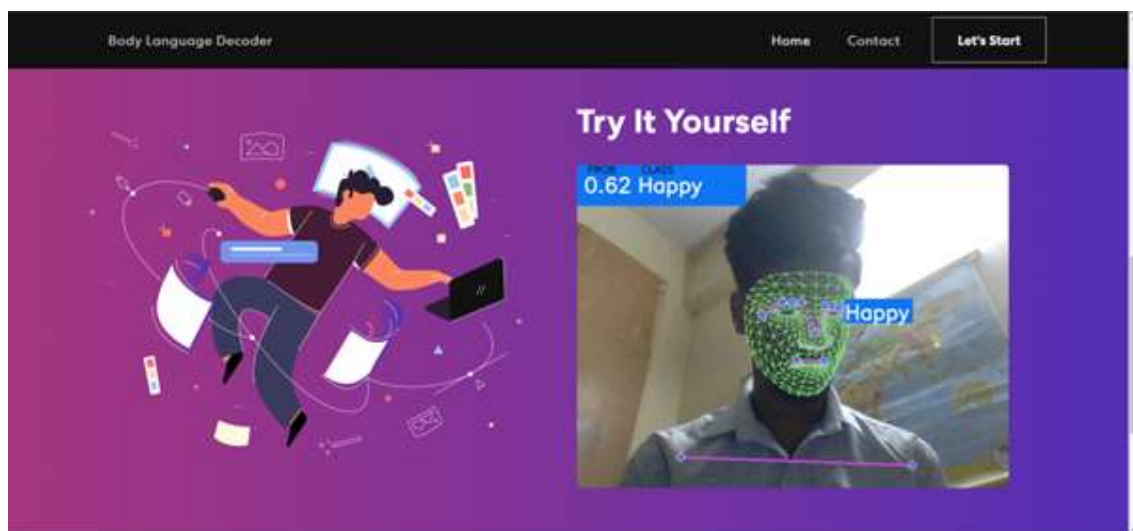 Body Language Decoder
Home Contact Let's Start
Try It Yourself
PROB CLASS
0.62 Happy
Happy